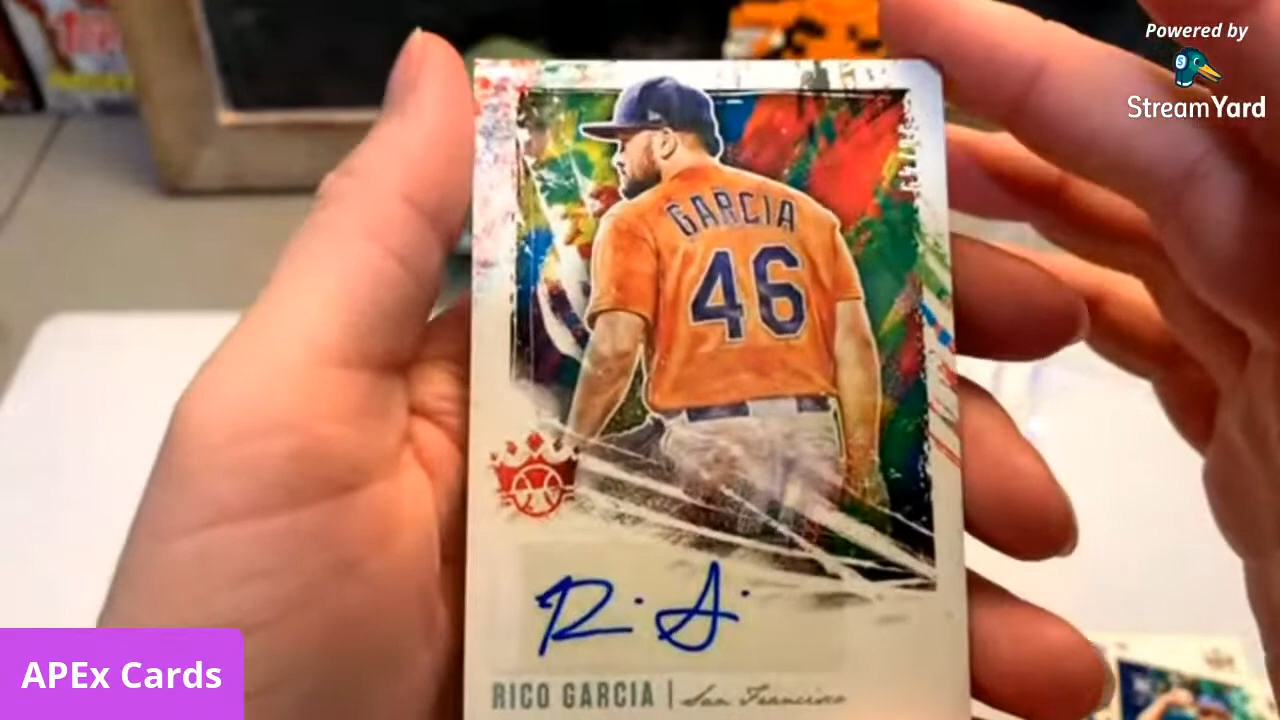 Powered by
StreamYard
GARCIA
46
APEx Cards
RICO GARCIA | San Francisco